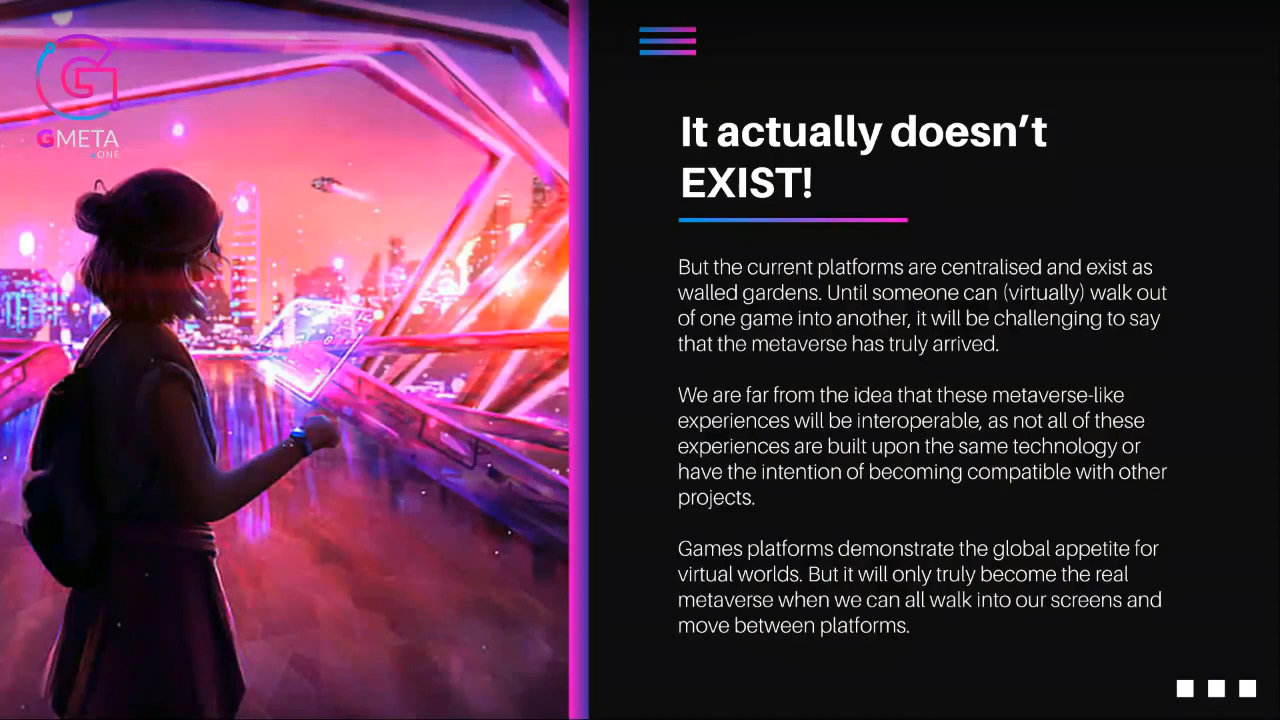 GMETA
.ONE
It actually doesn’t
EXIST!
But the current platforms are centralised and exist as
walled gardens. Until someone can (virtually) walk out
of one game into another, it will be challenging to say
that the metaverse has truly arrived.
We are far from the idea that these metaverse-like
experiences will be interoperable, as not all of these
experiences are built upon the same technology or
have the intention of becoming compatible with other
projects.
Games platforms demonstrate the global appetite for
virtual worlds. But it will only truly become the real
metaverse when we can all walk into our screens and
move between platforms.